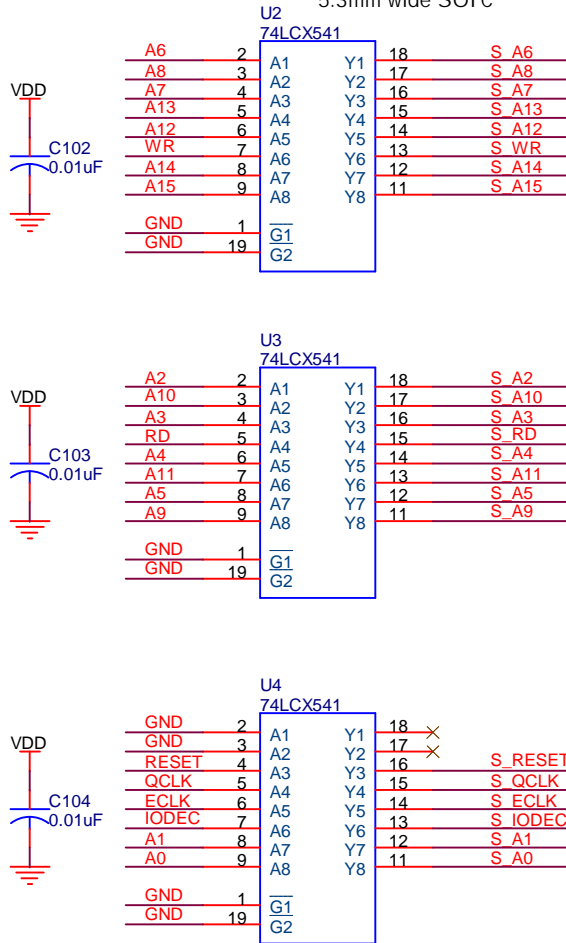 5.3mm wide SOIC
U2
74LCX541
A6 2 A1 Y1 18 S_A6
A8 3 A2 Y2 17 S_A8
A7 4 A3 Y3 16 S_A7
A13 5 A4 Y4 15 S_A13
A12 6 A5 Y5 14 S_A12
WR 7 A6 Y6 13 S_WR
A14 8 A7 Y7 12 S_A14
A15 9 A8 Y8 11 S_A15
GND 1 G1
GND 19 G2
VDD
C102
0.01uF
U3
74LCX541
A2 2 A1 Y1 18 S_A2
A10 3 A2 Y2 17 S_A10
A3 4 A3 Y3 16 S_A3
RD 5 A4 Y4 15 S_RD
A4 6 A5 Y5 14 S_A4
A11 7 A6 Y6 13 S_A11
A5 8 A7 Y7 12 S_A5
A9 9 A8 Y8 11 S_A9
GND 1 G1
GND 19 G2
VDD
C103
0.01uF
U4
74LCX541
GND 2 A1 Y1 18
GND 3 A2 Y2 17
RESET 4 A3 Y3 16 S_RESET
QCLK 5 A4 Y4 15 S_QCLK
ECLK 6 A5 Y5 14 S_ECLK
IODEC 7 A6 Y6 13 S_IODEC
A1 8 A7 Y7 12 S_A1
A0 9 A8 Y8 11 S_A0
GND 1 G1
GND 19 G2
VDD
C104
0.01uF